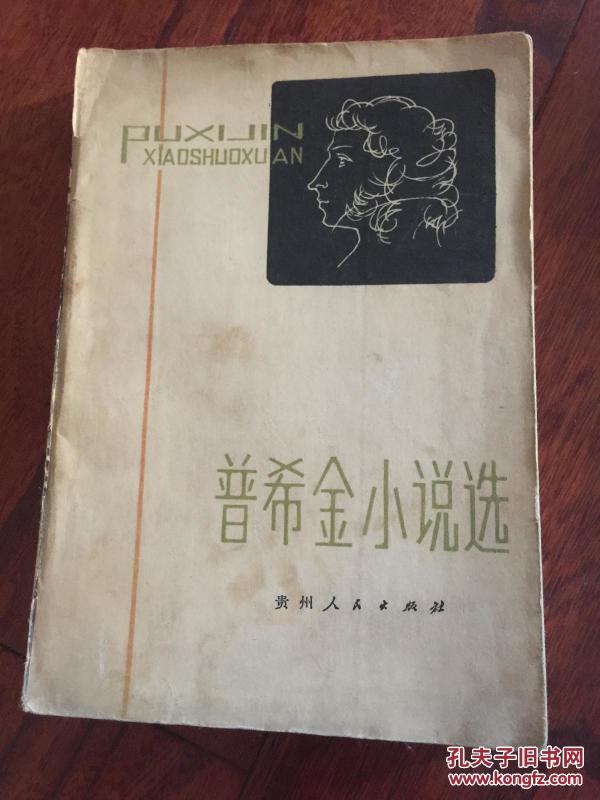 PUXIJIN
XIAOSHUOXUAN
普希金小说选
贵州人民出版社
孔夫子旧书网
www.kongfz.com